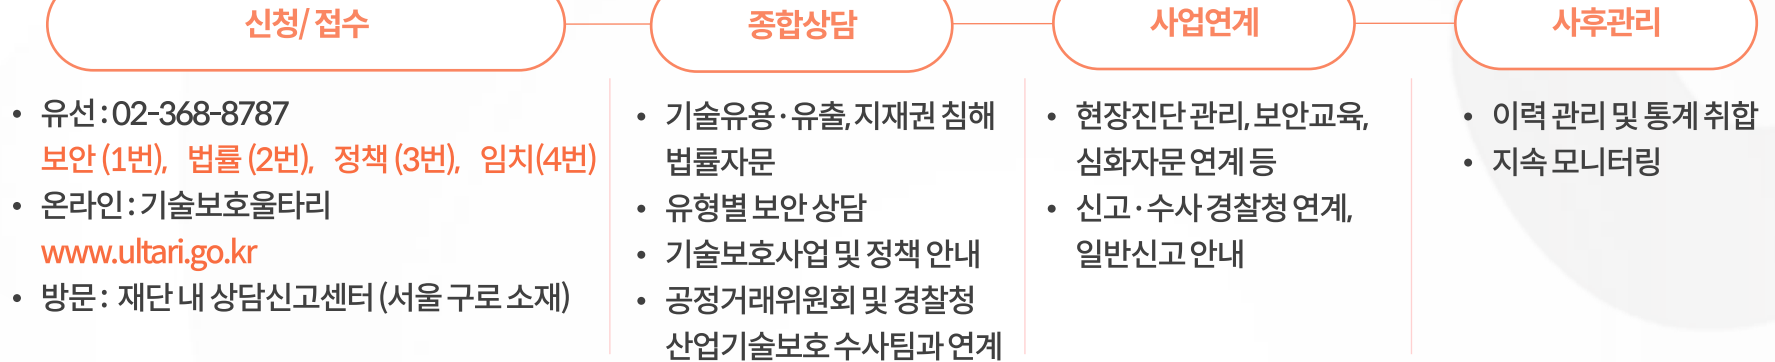 신청/ 접수
• 유선 : 02-368-8787
보안 (1번), 법률 (2번), 정책 (3번), 임치(4번)
• 온라인 : 기술보호울타리
www.ultari.go.kr
• 방문 : 재단 내 상담신고센터 (서울 구로 소재)
종합상담
• 기술유용·유출, 지재권 침해
법률자문
• 유형별 보안 상담
• 기술보호사업 및 정책 안내
• 공정거래위원회 및 경찰청
산업기술보호 수사팀과 연계
사업연계
• 현장진단 관리, 보안교육,
심화자문 연계 등
• 신고·수사 경찰청 연계,
일반신고 안내
사후관리
• 이력 관리 및 통계 취합
• 지속 모니터링